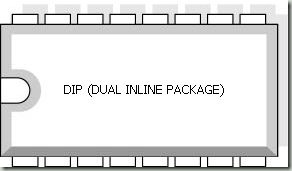 DIP (DUAL INLINE PACKAGE)